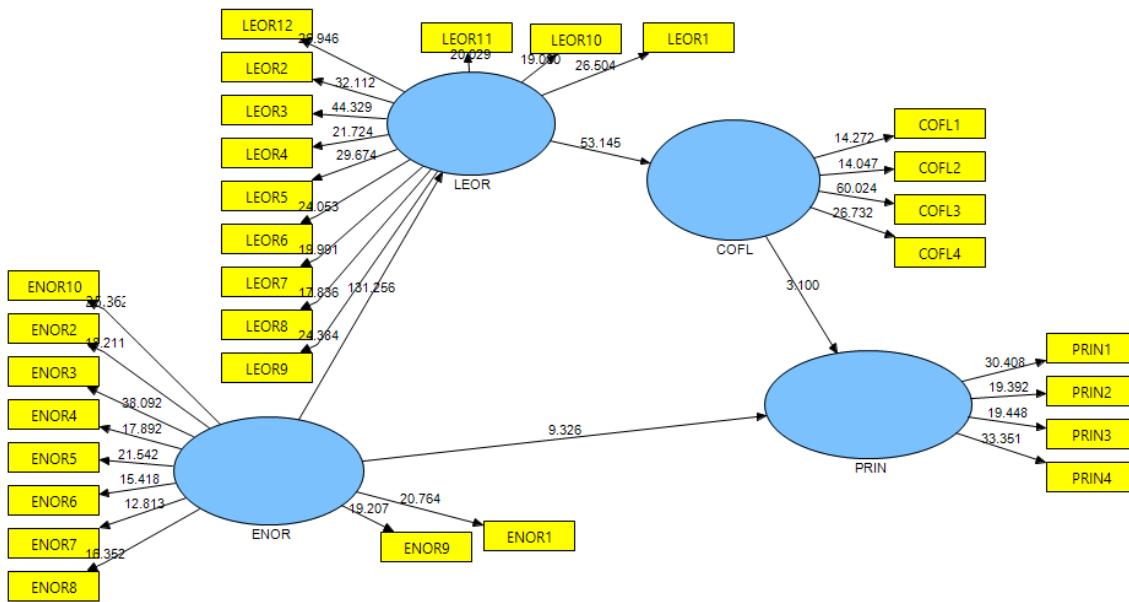 LEOR12
LEOR11
LEOR10
LEOR1
20.029
26.504
LEOR2
32.112
LEOR3
44.329
LEOR4
21.724
LEOR5
29.674
LEOR6
24.053
LEOR7
19.991
LEOR8
17.836
LEOR9
24.384
LEOR
53.145
COFL
COFL1
14.272
COFL2
14.047
COFL3
60.024
COFL4
26.732
131.256
3.100
ENOR10
ENOR2
18.211
ENOR3
38.092
ENOR4
17.892
ENOR5
21.542
ENOR6
15.418
ENOR7
12.813
ENOR8
16.352
ENOR
ENOR9
19.207
ENOR1
20.764
9.326
PRIN
PRIN1
30.408
PRIN2
19.392
PRIN3
19.448
PRIN4
33.351